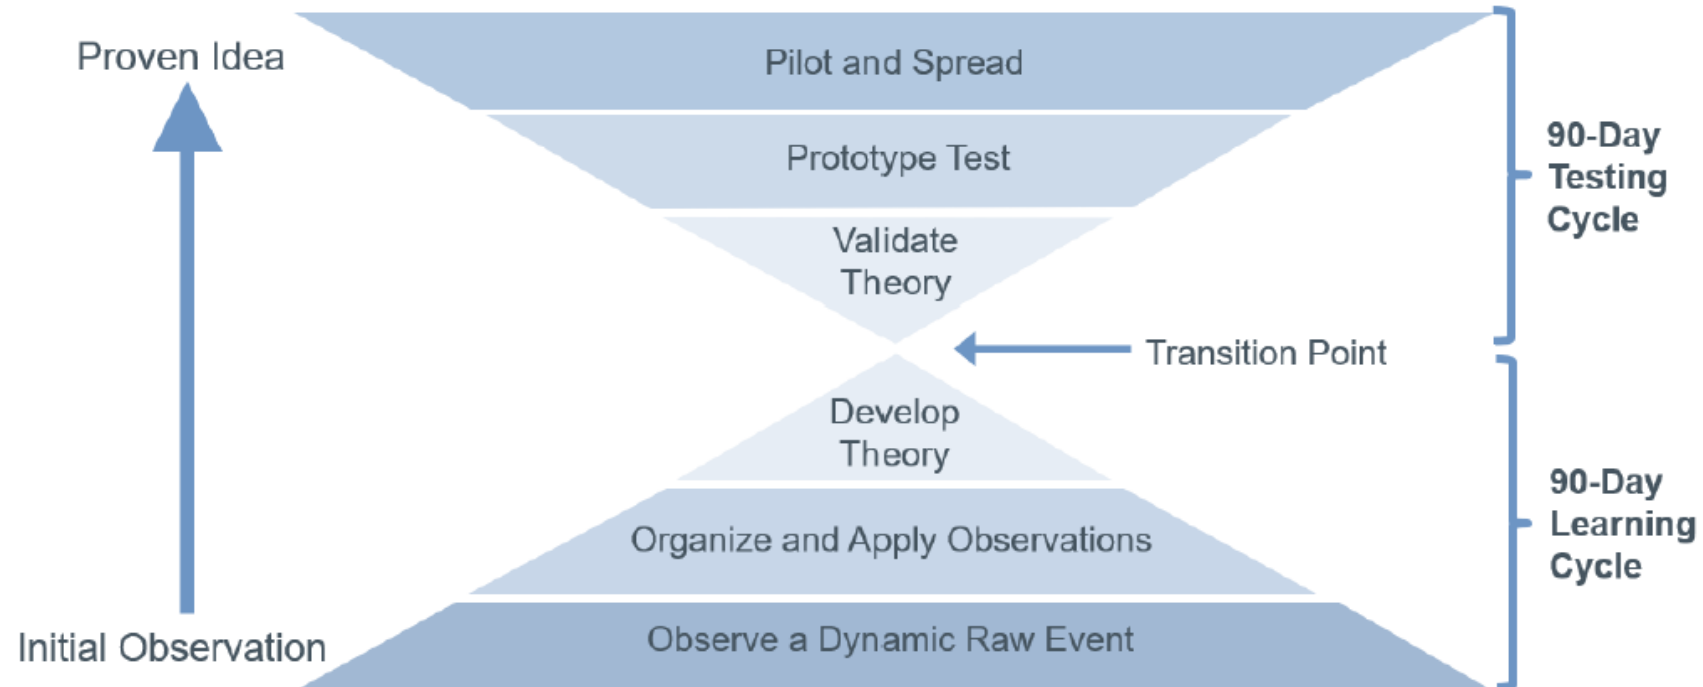 Proven Idea
Pilot and Spread
Prototype Test
90-Day
Testing
Cycle
Validate
Theory
Transition Point
Develop
Theory
90-Day
Learning
Cycle
Organize and Apply Observations
Observe a Dynamic Raw Event
Initial Observation